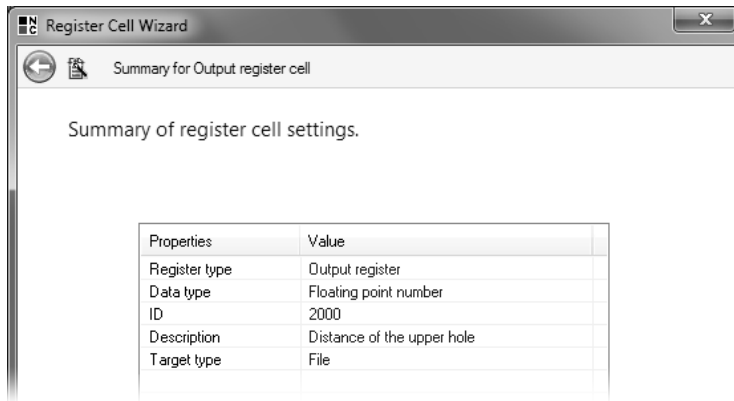 NC Register Cell Wizard x
Summary for Output register cell
Summary of register cell settings.
Properties Value
Register type Output register
Data type Floating point number
ID 2000
Description Distance of the upper hole
Target type File